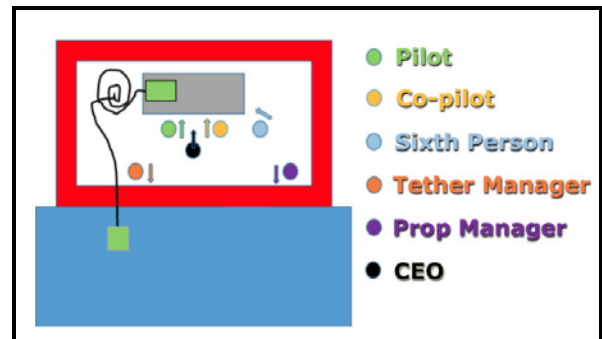 Pilot
Co-pilot
Sixth Person
Tether Manager
Prop Manager
CEO